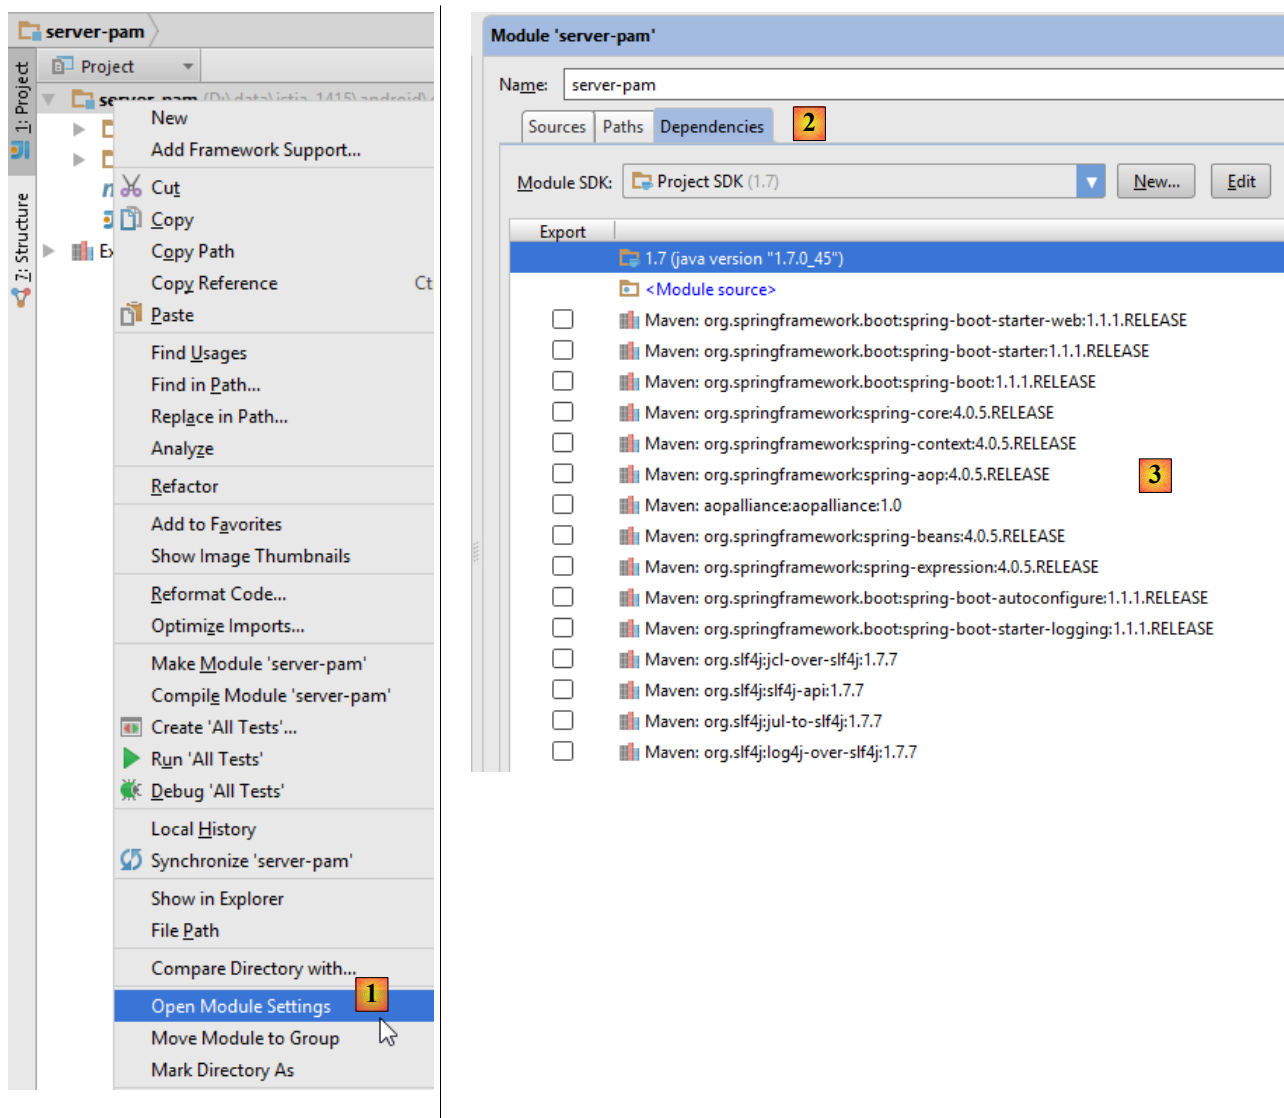 server-pam
Project
1: Project
7: Structure
New
Add Framework Support...
Cut
Copy
Copy Path
Copy Reference
Ct
Paste
Find Usages
Find in Path...
Replace in Path...
Analyze
Refactor
Add to Favorites
Show Image Thumbnails
Reformat Code...
Optimize Imports...
Make Module 'server-pam'
Compile Module 'server-pam'
Create 'All Tests'...
Run 'All Tests'
Debug 'All Tests'
Local History
Synchronize 'server-pam'
Show in Explorer
File Path
Compare Directory with...
1
Open Module Settings
Move Module to Group
Mark Directory As
Module 'server-pam'
Name: server-pam
Sources Paths Dependencies 2
Module SDK: Project SDK (1.7) New... Edit
Export
1.7 (java version "1.7.0_45")
<Module source>
Maven: org.springframework.boot:spring-boot-starter-web:1.1.1.RELEASE
Maven: org.springframework.boot:spring-boot-starter:1.1.1.RELEASE
Maven: org.springframework.boot:spring-boot:1.1.1.RELEASE
Maven: org.springframework:spring-core:4.0.5.RELEASE
Maven: org.springframework:spring-context:4.0.5.RELEASE
Maven: org.springframework:spring-aop:4.0.5.RELEASE 3
Maven: aopalliance:aopalliance:1.0
Maven: org.springframework:spring-beans:4.0.5.RELEASE
Maven: org.springframework:spring-expression:4.0.5.RELEASE
Maven: org.springframework.boot:spring-boot-autoconfigure:1.1.1.RELEASE
Maven: org.springframework.boot:spring-boot-starter-logging:1.1.1.RELEASE
Maven: org.slf4j:jcl-over-slf4j:1.7.7
Maven: org.slf4j:slf4j-api:1.7.7
Maven: org.slf4j:jul-to-slf4j:1.7.7
Maven: org.slf4j:log4j-over-slf4j:1.7.7